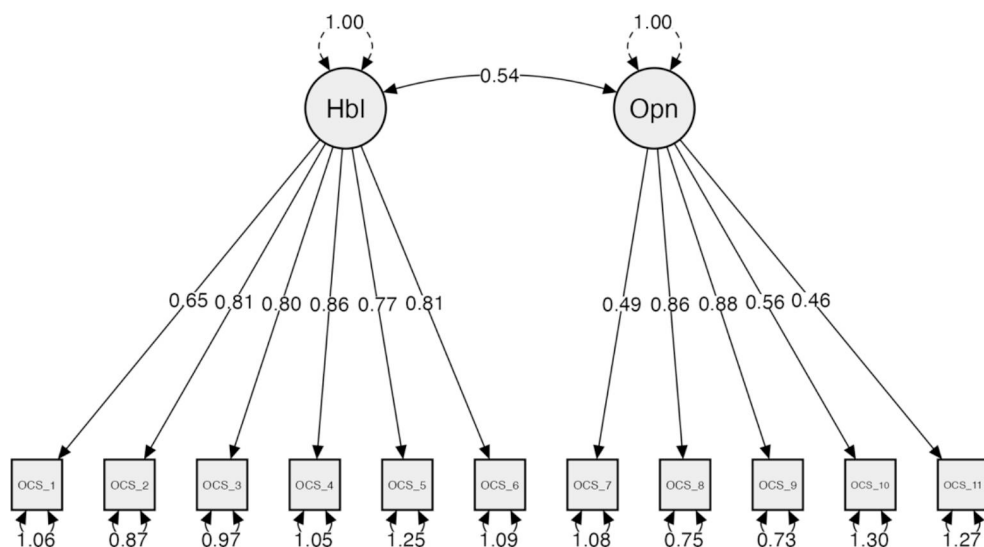 1.00 1.00
0.54
Hbl Opn
0.65 0.81 0.80 0.86 0.77 0.81 0.49 0.86 0.88 0.56 0.46
OCS_1 OCS_2 OCS_3 OCS_4 OCS_5 OCS_6 OCS_7 OCS_8 OCS_9 OCS_10 OCS_11
1.06 0.87 0.97 1.05 1.25 1.09 1.08 0.75 0.73 1.30 1.27